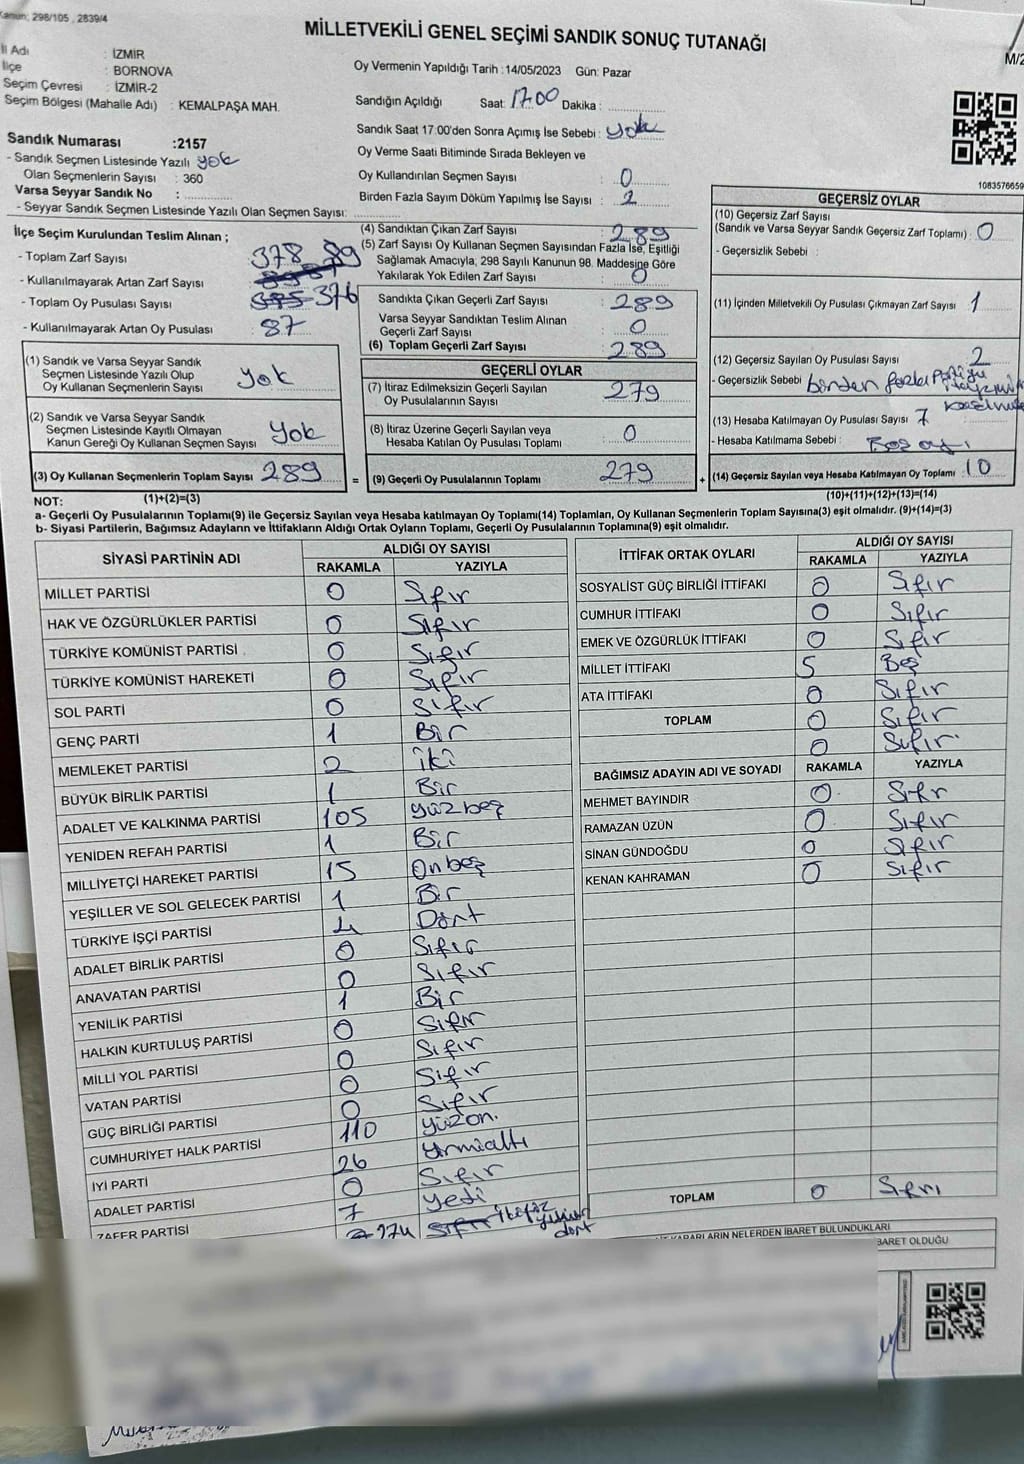 Kanun; 298/105 , 2839/4
MİLLETVEKİLİ GENEL SEÇİMİ SANDIK SONUÇ TUTANAĞI
M/2
İl Adı : İZMİR
İlçe : BORNOVA
Seçim Çevresi : İZMİR-2
Seçim Bölgesi (Mahalle Adı) : KEMALPAŞA MAH.
Sandık Numarası :2157
- Sandık Seçmen Listesinde Yazılı yok
Olan Seçmenlerin Sayısı : 360
Varsa Seyyar Sandık No :
- Seyyar Sandık Seçmen Listesinde Yazılı Olan Seçmen Sayısı:
Oy Vermenin Yapıldığı Tarih :14/05/2023 Gün: Pazar
Sandığın Açıldığı Saat: 17.00 Dakika :
Sandık Saat 17:00'den Sonra Açımış İse Sebebi : yok
Oy Verme Saati Bitiminde Sırada Bekleyen ve
Oy Kullandırılan Seçmen Sayısı : 0
Birden Fazla Sayım Döküm Yapılmış İse Sayısı : 2
1083576659
İlçe Seçim Kurulundan Teslim Alınan ;
- Toplam Zarf Sayısı 378
- Kullanılmayarak Artan Zarf Sayısı 89
- Toplam Oy Pusulası Sayısı 376
- Kullanılmayarak Artan Oy Pusulası 87
(4) Sandıktan Çıkan Zarf Sayısı : 289
(5) Zarf Sayısı Oy Kullanan Seçmen Sayısından Fazla İse, Eşitliği
Sağlamak Amacıyla, 298 Sayılı Kanunun 98. Maddesine Göre
Yakılarak Yok Edilen Zarf Sayısı : 0
Sandıkta Çıkan Geçerli Zarf Sayısı : 289
Varsa Seyyar Sandıktan Teslim Alınan
Geçerli Zarf Sayısı : 0
(6) Toplam Geçerli Zarf Sayısı : 289
GEÇERSİZ OYLAR
(10) Geçersiz Zarf Sayısı
(Sandık ve Varsa Seyyar Sandık Geçersiz Zarf Toplamı) : 0
- Geçersizlik Sebebi :
(11) İçinden Milletvekili Oy Pusulası Çıkmayan Zarf Sayısı : 1
(12) Geçersiz Sayılan Oy Pusulası Sayısı : 2
- Geçersizlik Sebebi birden fazla Partiye
(13) Hesaba Katılmayan Oy Pusulası Sayısı : 7
- Hesaba Katılmama Sebebi : Boş oy
(14) Geçersiz Sayılan veya Hesaba Katılmayan Oy Toplamı : 10
(10)+(11)+(12)+(13)=(14)
(1) Sandık ve Varsa Seyyar Sandık
Seçmen Listesinde Yazılı Olup
Oy Kullanan Seçmenlerin Sayısı : yok
(2) Sandık ve Varsa Seyyar Sandık
Seçmen Listesinde Kayıtlı Olmayan
Kanun Gereği Oy Kullanan Seçmen Sayısı : yok
(3) Oy Kullanan Seçmenlerin Toplam Sayısı : 289
GEÇERLİ OYLAR
(7) İtiraz Edilmeksizin Geçerli Sayılan
Oy Pusulalarının Sayısı : 279
(8) İtiraz Üzerine Geçerli Sayılan veya
Hesaba Katılan Oy Pusulası Toplamı : 0
= (9) Geçerli Oy Pusulalarının Toplamı : 279 +
NOT: (1)+(2)=(3)
a- Geçerli Oy Pusulalarının Toplamı(9) ile Geçersiz Sayılan veya Hesaba katılmayan Oy Toplamı(14) Toplamları, Oy Kullanan Seçmenlerin Toplam Sayısına(3) eşit olmalıdır. (9)+(14)=(3)
b- Siyasi Partilerin, Bağımsız Adayların ve İttifakların Aldığı Ortak Oyların Toplamı, Geçerli Oy Pusulalarının Toplamına(9) eşit olmalıdır.
SİYASİ PARTİNİN ADI ALDIĞI OY SAYISI
RAKAMLA YAZIYLA
MİLLET PARTİSİ 0 Sıfır
HAK VE ÖZGÜRLÜKLER PARTİSİ 0 Sıfır
TÜRKİYE KOMÜNİST PARTİSİ 0 Sıfır
TÜRKİYE KOMÜNİST HAREKETİ 0 Sıfır
SOL PARTİ 0 Sıfır
GENÇ PARTİ 1 Bir
MEMLEKET PARTİSİ 2 İki
BÜYÜK BİRLİK PARTİSİ 1 Bir
ADALET VE KALKINMA PARTİSİ 105 yüzbeş
YENİDEN REFAH PARTİSİ 1 Bir
MİLLİYETÇİ HAREKET PARTİSİ 15 Onbeş
YEŞİLLER VE SOL GELECEK PARTİSİ 1 Bir
TÜRKİYE İŞÇİ PARTİSİ 4 Dört
ADALET BİRLİK PARTİSİ 0 Sıfır
ANAVATAN PARTİSİ 0 Sıfır
YENİLİK PARTİSİ 1 Bir
HALKIN KURTULUŞ PARTİSİ 0 Sıfır
MİLLİ YOL PARTİSİ 0 Sıfır
VATAN PARTİSİ 0 Sıfır
GÜÇ BİRLİĞİ PARTİSİ 0 Sıfır
CUMHURİYET HALK PARTİSİ 110 yüzon.
İYİ PARTİ 26 Yirmialtı
ADALET PARTİSİ 0 Sıfır
ZAFER PARTİSİ 7 yedi
274 İkiyüz yetmiş dört
İTTİFAK ORTAK OYLARI ALDIĞI OY SAYISI
RAKAMLA YAZIYLA
SOSYALİST GÜÇ BİRLİĞİ İTTİFAKI 0 Sıfır
CUMHUR İTTİFAKI 0 Sıfır
EMEK VE ÖZGÜRLÜK İTTİFAKI 0 Sıfır
MİLLET İTTİFAKI 5 Beş
ATA İTTİFAKI 0 Sıfır
TOPLAM 0 Sıfır
0 Sıfır.
BAĞIMSIZ ADAYIN ADI VE SOYADI RAKAMLA YAZIYLA
MEHMET BAYINDIR 0 Sıfır
RAMAZAN ÜZÜN 0 Sıfır
SİNAN GÜNDOĞDU 0 Sıfır
KENAN KAHRAMAN 0 Sıfır
TOPLAM 0 Sıfır
KARARLARIN NELERDEN İBARET BULUNDUKLARI
BARET OLDUĞU